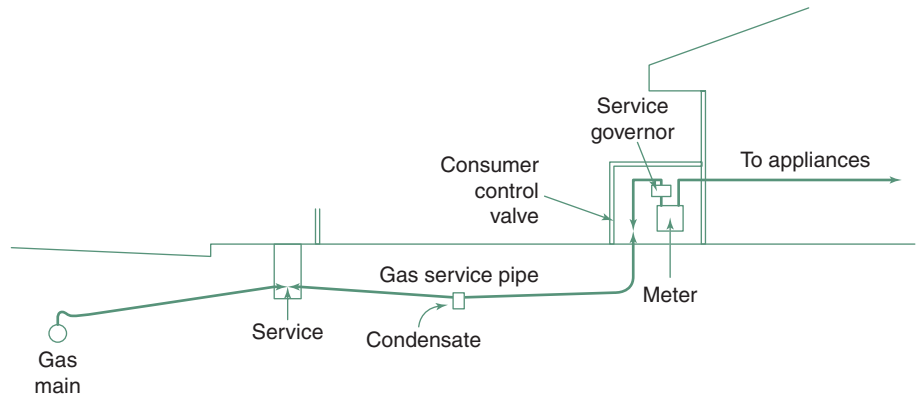 Service
governor
To appliances
Consumer
control
valve
Gas service pipe
Meter
Service
Condensate
Gas
main